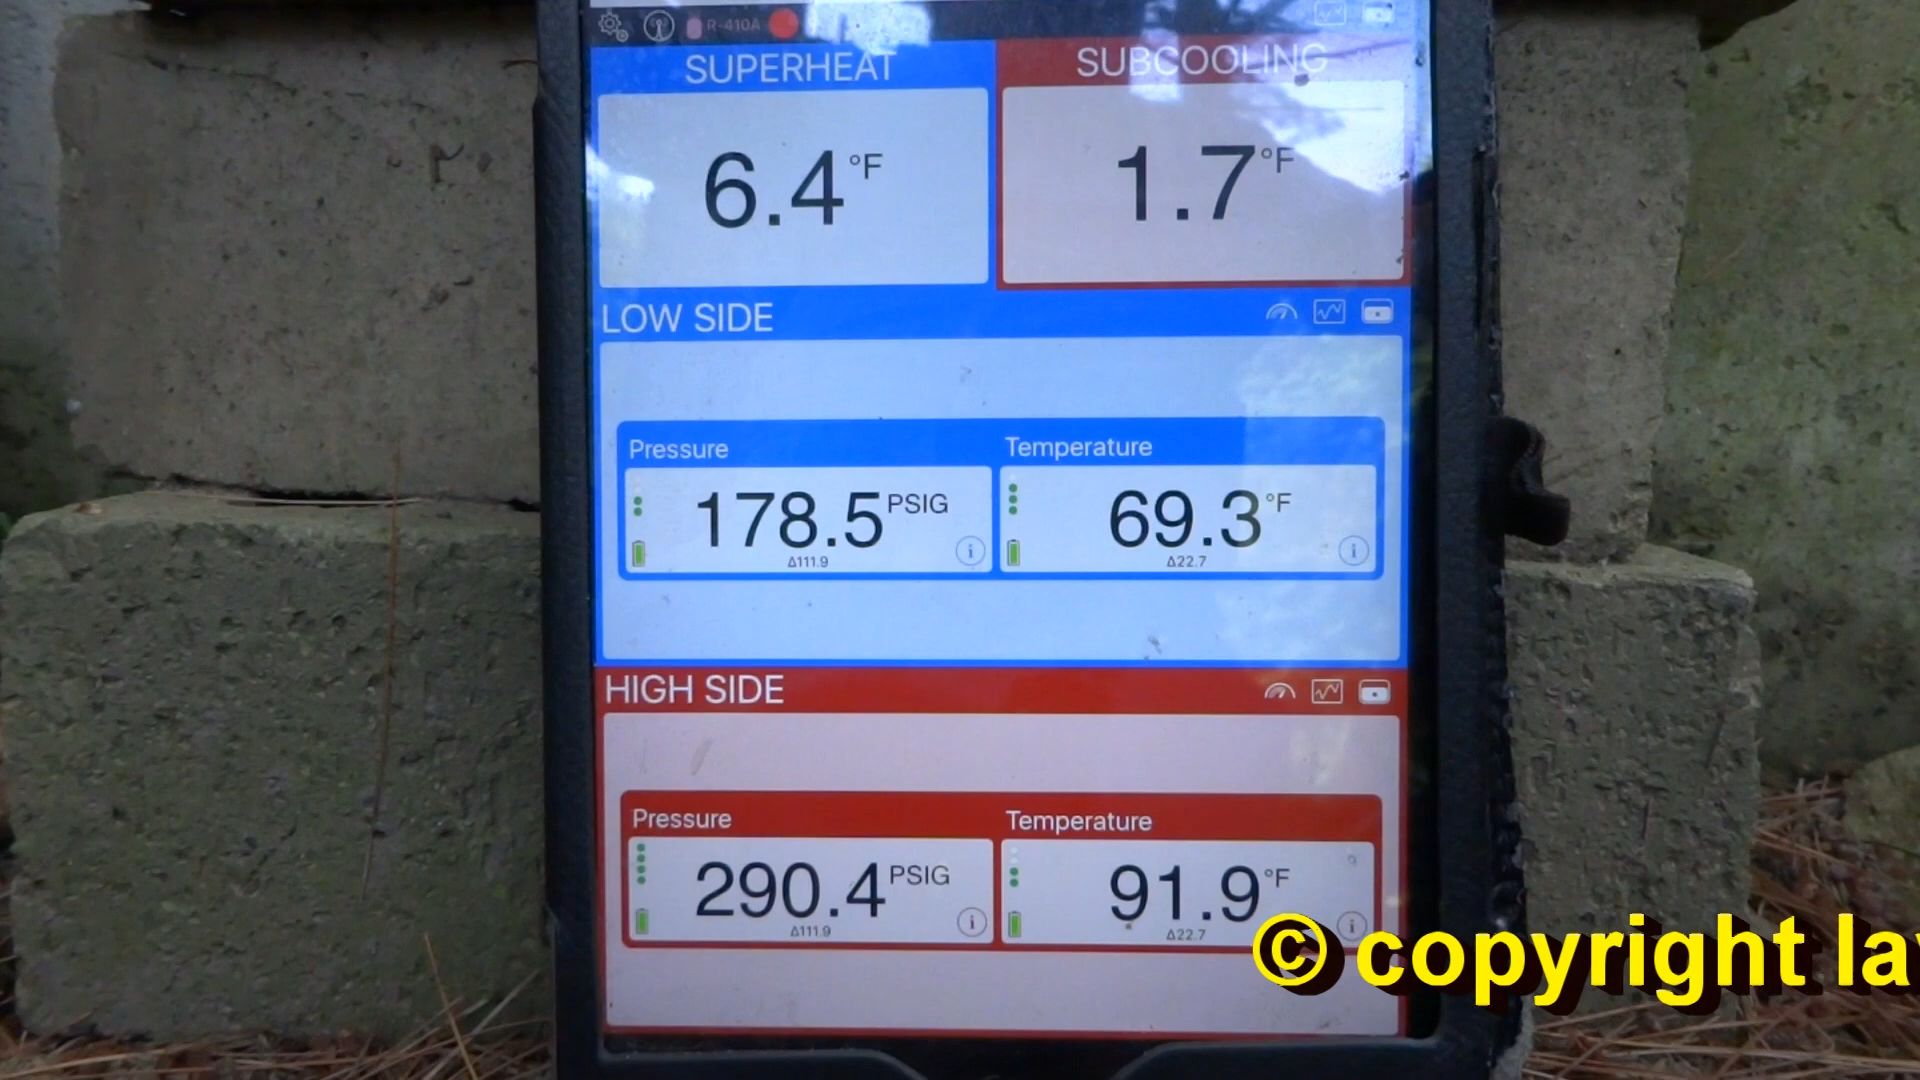 R-410A
SUPERHEAT
SUBCOOLING
6.4 °F
1.7 °F
LOW SIDE
Pressure
Temperature
178.5 PSIG
Δ111.9
69.3 °F
Δ22.7
HIGH SIDE
Pressure
Temperature
290.4 PSIG
Δ111.9
91.9 °F
Δ22.7
© copyright la